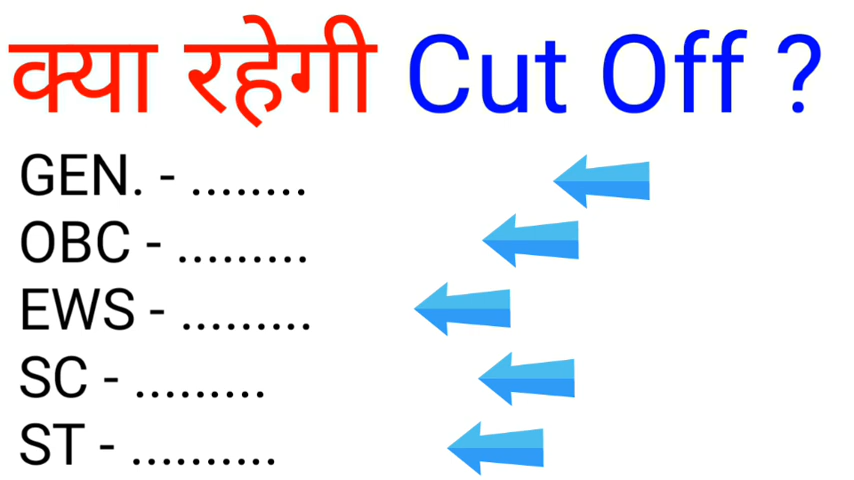 क्या रहेगी Cut Off ?
GEN. - ........
OBC - .........
EWS - .........
SC - .........
ST - ..........